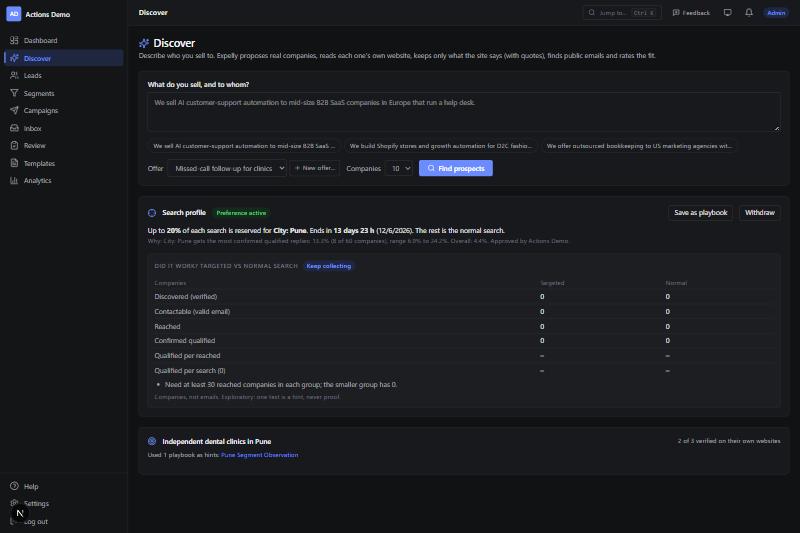 AD Actions Demo
Discover
Jump to... Ctrl K
Feedback
Admin
Dashboard
Discover
Leads
Segments
Campaigns
Inbox
Review
Templates
Analytics
Help
Settings
Log out
N
Discover
Describe who you sell to. Expelly proposes real companies, reads each one's own website, keeps only what the site says (with quotes), finds public emails and rates the fit.
What do you sell, and to whom?
We sell AI customer-support automation to mid-size B2B SaaS companies in Europe that run a help desk.
We sell AI customer-support automation to mid-size B2B SaaS ...
We build Shopify stores and growth automation for D2C fashio...
We offer outsourced bookkeeping to US marketing agencies wit...
Offer Missed-call follow-up for clinics + New offer... Companies 10 Find prospects
Search profile Preference active Save as playbook Withdraw
Up to 20% of each search is reserved for City: Pune. Ends in 13 days 23 h (12/6/2026). The rest is the normal search.
Why: City: Pune gets the most confirmed qualified replies: 13.3% (8 of 60 companies), range 6.9% to 24.2%. Overall: 4.4%. Approved by Actions Demo.
DID IT WORK? TARGETED VS NORMAL SEARCH Keep collecting
Companies Targeted Normal
Discovered (verified) 0 0
Contactable (valid email) 0 0
Reached 0 0
Confirmed qualified 0 0
Qualified per reached – –
Qualified per search (0) – –
• Need at least 30 reached companies in each group; the smaller group has 0.
Companies, not emails. Exploratory: one test is a hint, never proof.
Independent dental clinics in Pune 2 of 3 verified on their own websites
Used 1 playbook as hints: Pune Segment Observation